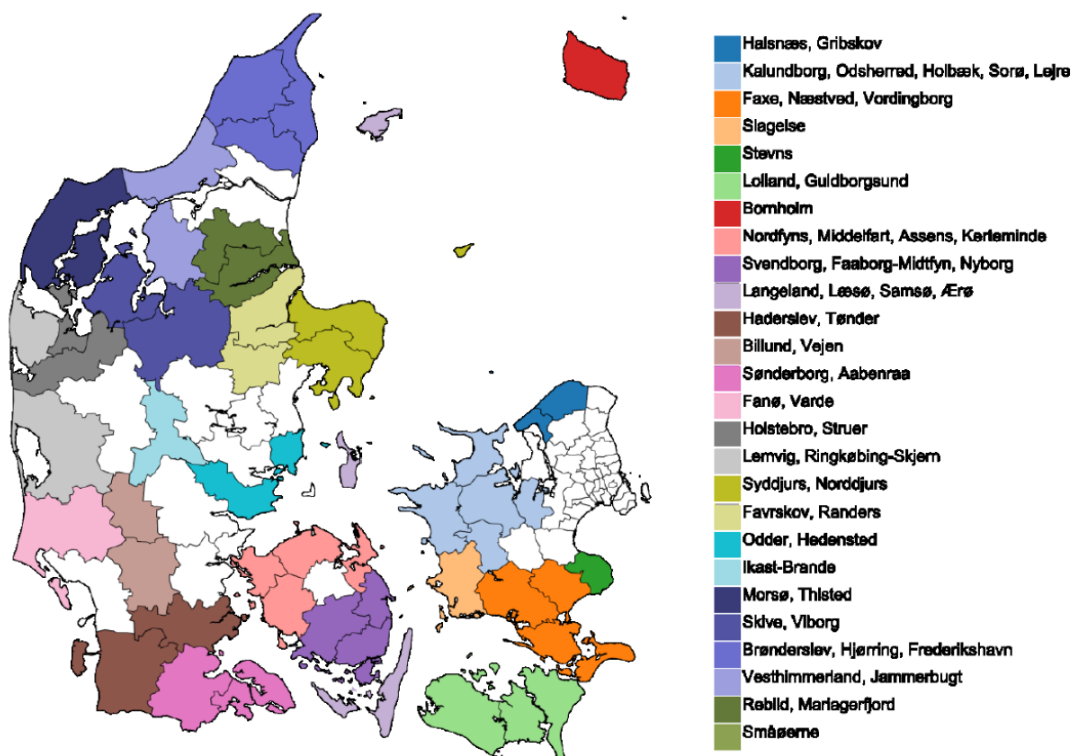 Halsnæs, Gribskov
Kalundborg, Odsherred, Holbæk, Sorø, Lejre
Faxe, Næstved, Vordingborg
Slagelse
Stevns
Lolland, Guldborgsund
Bornholm
Nordfyns, Middelfart, Assens, Kerteminde
Svendborg, Faaborg-Midtfyn, Nyborg
Langeland, Læsø, Samsø, Ærø
Haderslev, Tønder
Billund, Vejen
Sønderborg, Aabenraa
Fanø, Varde
Holstebro, Struer
Lemvig, Ringkøbing-Skjern
Syddjurs, Norddjurs
Favrskov, Randers
Odder, Hedensted
Ikast-Brande
Morsø, Thisted
Skive, Viborg
Brønderslev, Hjørring, Frederikshavn
Vesthimmerland, Jammerbugt
Rebild, Mariagerfjord
Småøerne